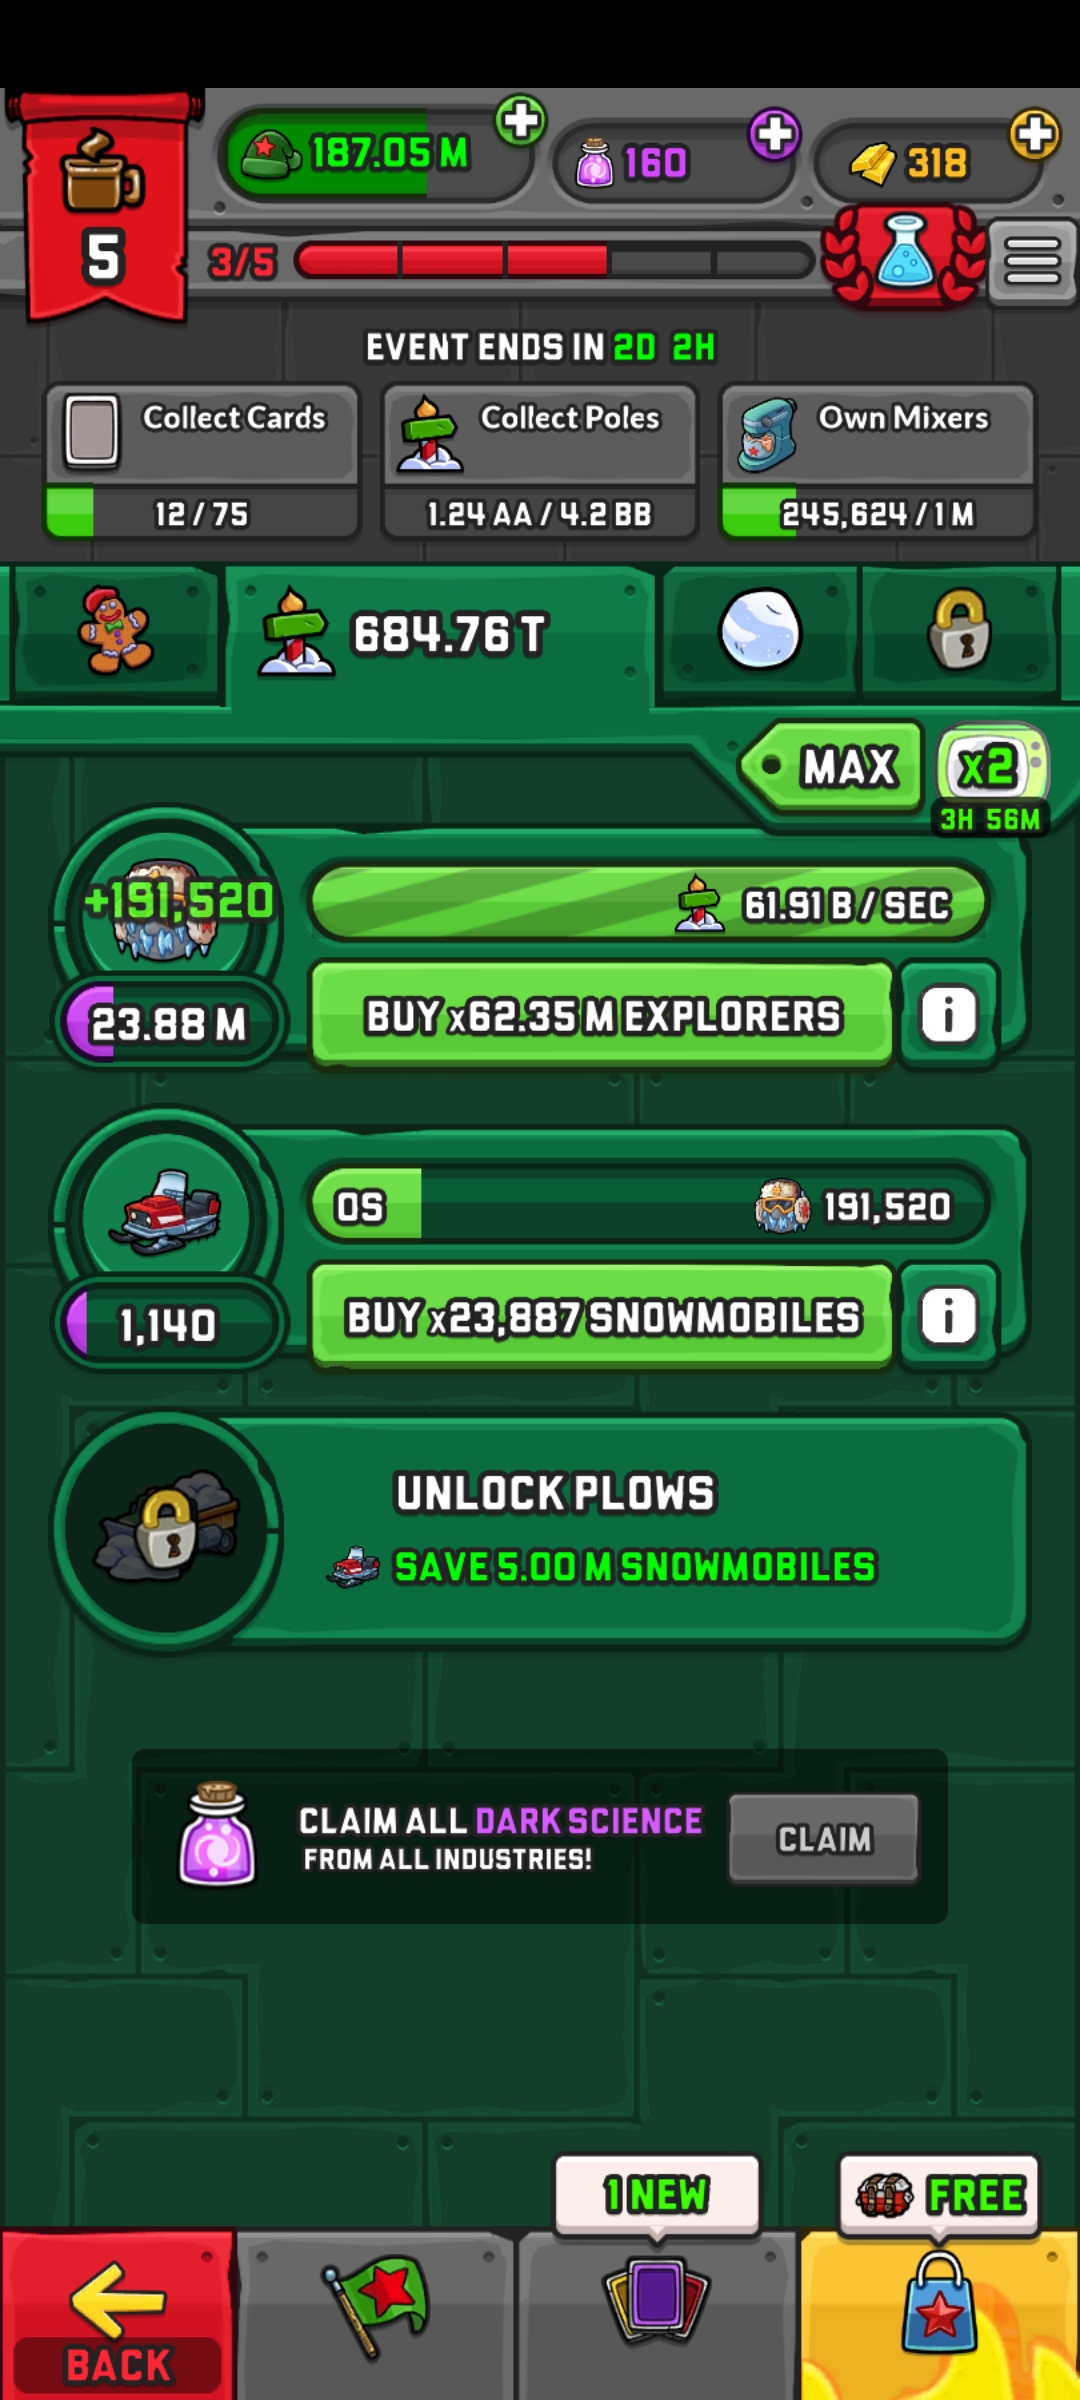 187.05 M
160
318
5
3/5
EVENT ENDS IN 2D 2H
Collect Cards
12 / 75
Collect Poles
1.24 AA / 4.2 BB
Own Mixers
245,624 / 1 M
684.76 T
MAX
x2
3H 56M
+191,520
61.91 B / SEC
23.88 M
BUY x62.35 M EXPLORERS
i
0S
191,520
1,140
BUY x23,887 SNOWMOBILES
i
UNLOCK PLOWS
SAVE 5.00 M SNOWMOBILES
CLAIM ALL DARK SCIENCE
FROM ALL INDUSTRIES!
CLAIM
1 NEW
FREE
BACK